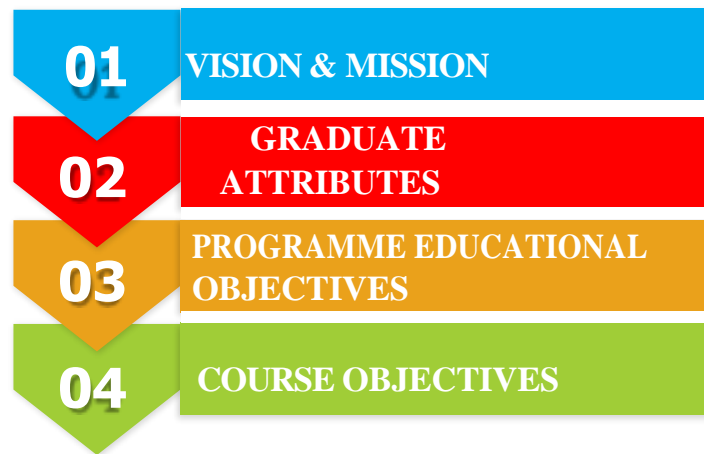 01 VISION & MISSION
02 GRADUATE
ATTRIBUTES
03 PROGRAMME EDUCATIONAL
OBJECTIVES
04 COURSE OBJECTIVES